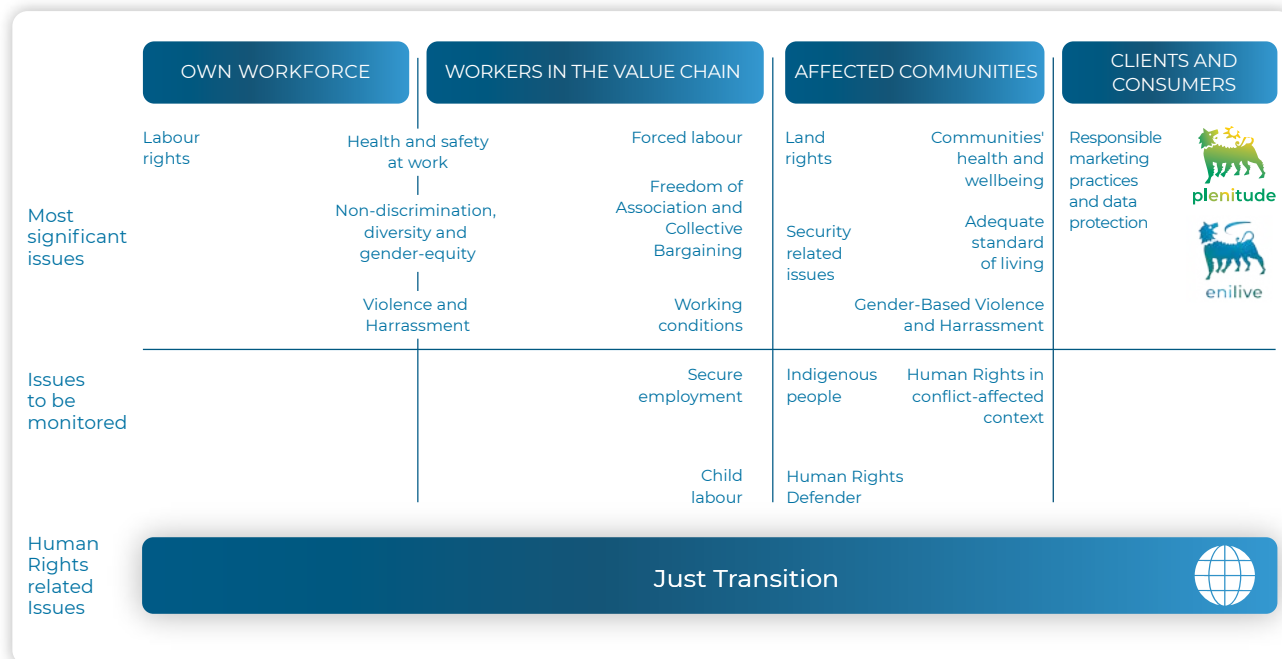 OWN WORKFORCE
WORKERS IN THE VALUE CHAIN
AFFECTED COMMUNITIES
CLIENTS AND
CONSUMERS
Most
significant
issues
Labour
rights
Health and safety
at work
Non-discrimination,
diversity and
gender-equity
Violence and
Harrassment
Forced labour
Freedom of
Association and
Collective
Bargaining
Working
conditions
Land
rights
Security
related
issues
Communities'
health and
wellbeing
Adequate
standard
of living
Gender-Based Violence
and Harrassment
Responsible
marketing
practices
and data
protection
plenitude
enilive
Issues
to be
monitored
Secure
employment
Child
labour
Indigenous
people
Human Rights in
conflict-affected
context
Human Rights
Defender
Human
Rights
related
Issues
Just Transition